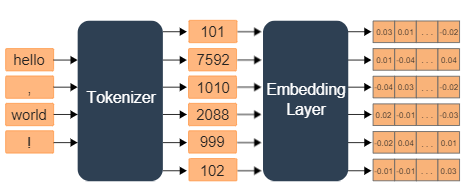 hello
,
world
!
Tokenizer
101
7592
1010
2088
999
102
Embedding
Layer
0.03 0.01 . . . -0.02
0.01 -0.04 . . . 0.04
-0.04 0.03 . . . -0.02
0.02 -0.01 . . . -0.03
-0.02 0.04 . . . 0.01
-0.01 -0.01 . . . 0.03